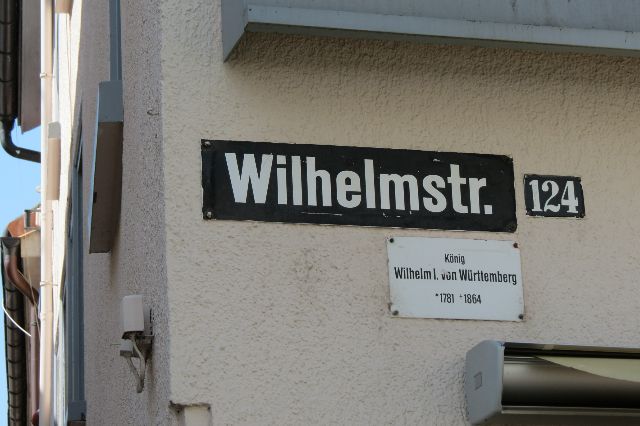 Wilhelmstr.
124
König
Wilhelm I. von Württemberg
*1781 +1864